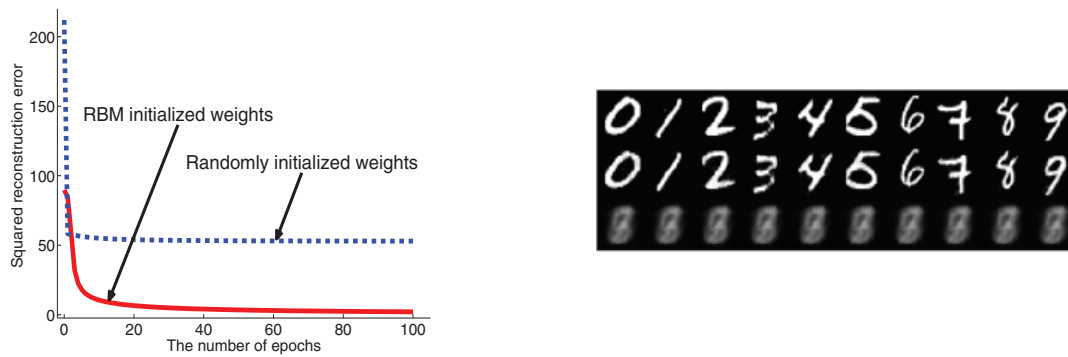 Squared reconstruction error
200
150
100
50
0
RBM initialized weights
Randomly initialized weights
0 20 40 60 80 100
The number of epochs
0 1 2 3 4 5 6 7 8 9
0 1 2 3 4 5 6 7 8 9